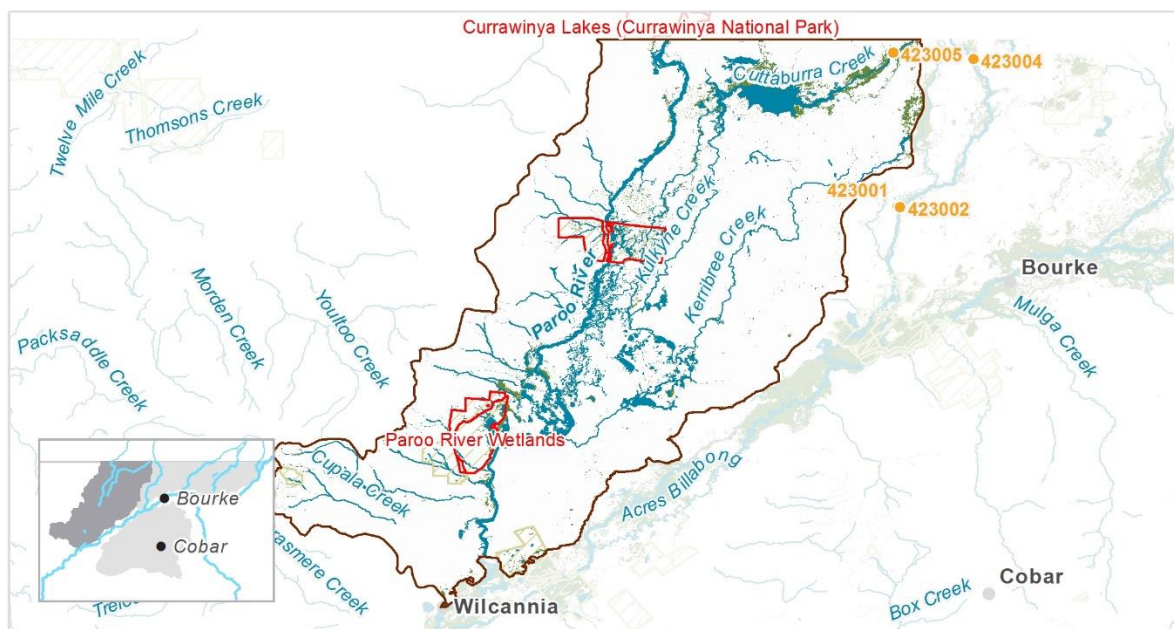 Currawinya Lakes (Currawinya National Park)
423005
423004
Cuttaburra Creek
Twelve Mile Creek
Thomsons Creek
423001
423002
Kulkyne Creek
Kerribree Creek
Paroo River
Bourke
Mulga Creek
Morden Creek
Youltoo Creek
Packsaddle Creek
Paroo River Wetlands
Cupala Creek
Acres Billabong
Bourke
Cobar
Cobar
Box Creek
Wilcannia